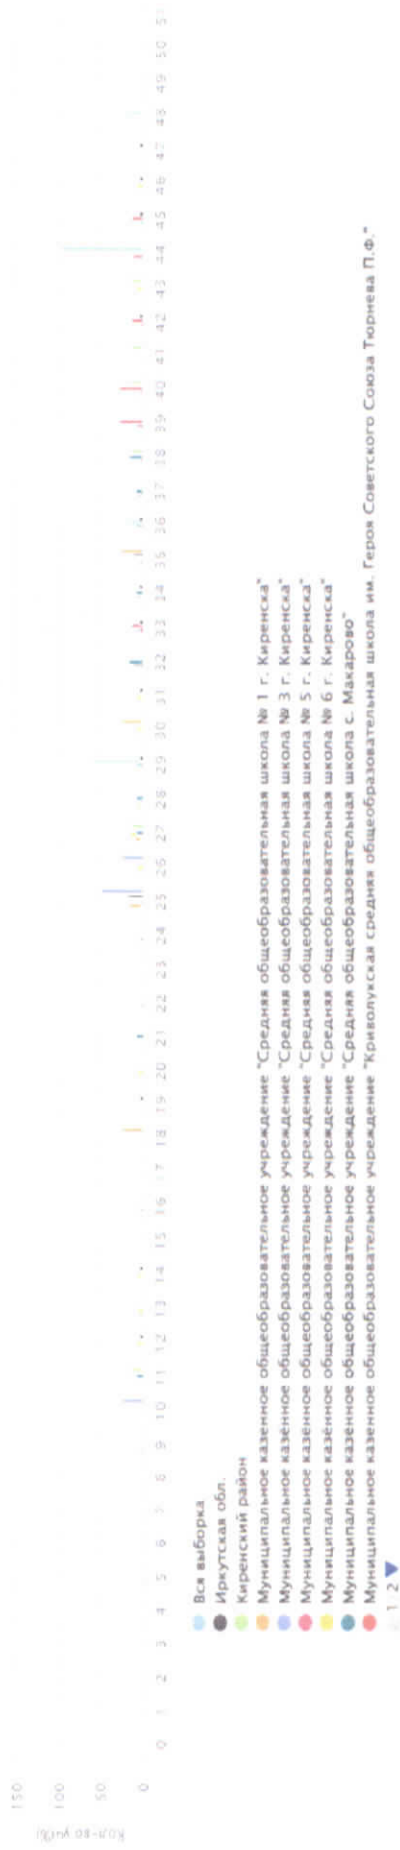 150
100
50
0
Кол-во уч(%)
0 1 2 3 4 5 6 7 8 9 10 11 12 13 14 15 16 17 18 19 20 21 22 23 24 25 26 27 28 29 30 31 32 33 34 35 36 37 38 39 40 41 42 43 44 45 46 47 48 49 50 51
Вся выборка
Иркутская обл.
Киренский район
Муниципальное казенное общеобразовательное учреждение "Средняя общеобразовательная школа № 1 г. Киренска"
Муниципальное казённое общеобразовательное учреждение "Средняя общеобразовательная школа № 3 г. Киренска"
Муниципальное казённое общеобразовательное учреждение "Средняя общеобразовательная школа № 5 г. Киренска"
Муниципальное казённое общеобразовательное учреждение "Средняя общеобразовательная школа № 6 г. Киренска"
Муниципальное казенное общеобразовательное учреждение "Средняя общеобразовательная школа с. Макарово"
Муниципальное казенное общеобразовательное учреждение "Криволукская средняя общеобразовательная школа им. Героя Советского Союза Тюрнева П.Ф."
1 2